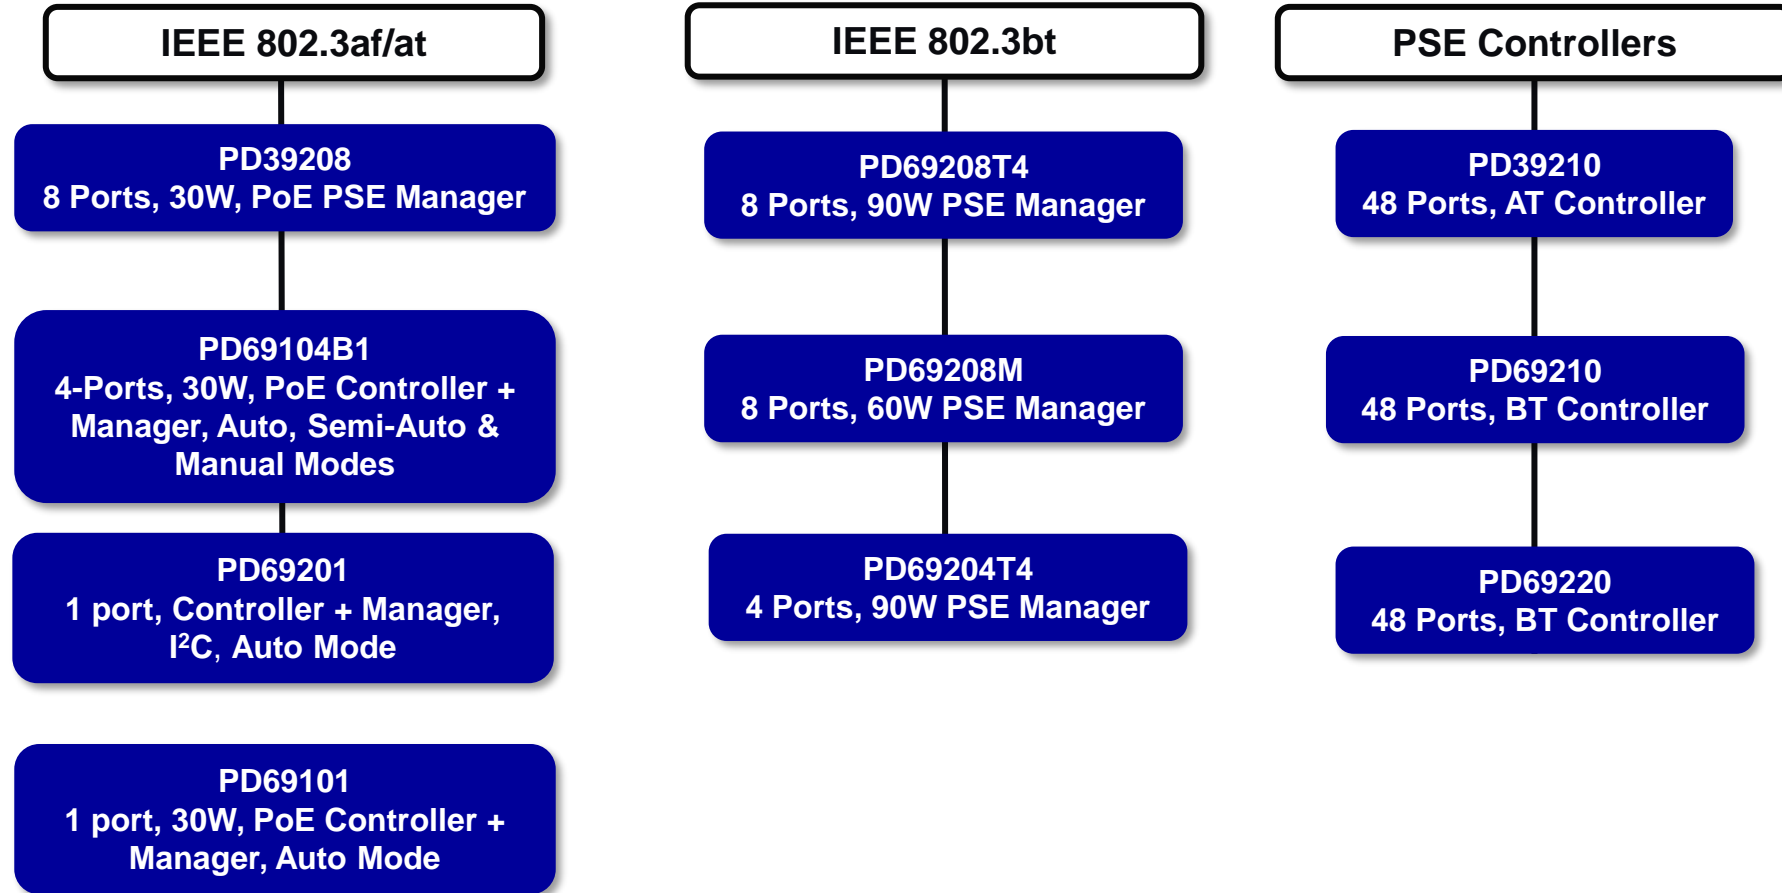 IEEE 802.3af/at
PD39208
8 Ports, 30W, PoE PSE Manager
PD69104B1
4-Ports, 30W, PoE Controller +
Manager, Auto, Semi-Auto &
Manual Modes
PD69201
1 port, Controller + Manager,
I²C, Auto Mode
PD69101
1 port, 30W, PoE Controller +
Manager, Auto Mode
IEEE 802.3bt
PD69208T4
8 Ports, 90W PSE Manager
PD69208M
8 Ports, 60W PSE Manager
PD69204T4
4 Ports, 90W PSE Manager
PSE Controllers
PD39210
48 Ports, AT Controller
PD69210
48 Ports, BT Controller
PD69220
48 Ports, BT Controller